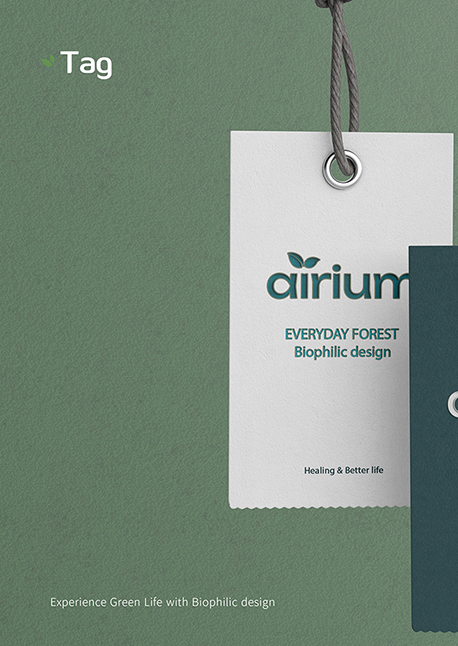 Tag
airium
EVERYDAY FOREST
Biophilic design
Healing & Better life
Experience Green Life with Biophilic design